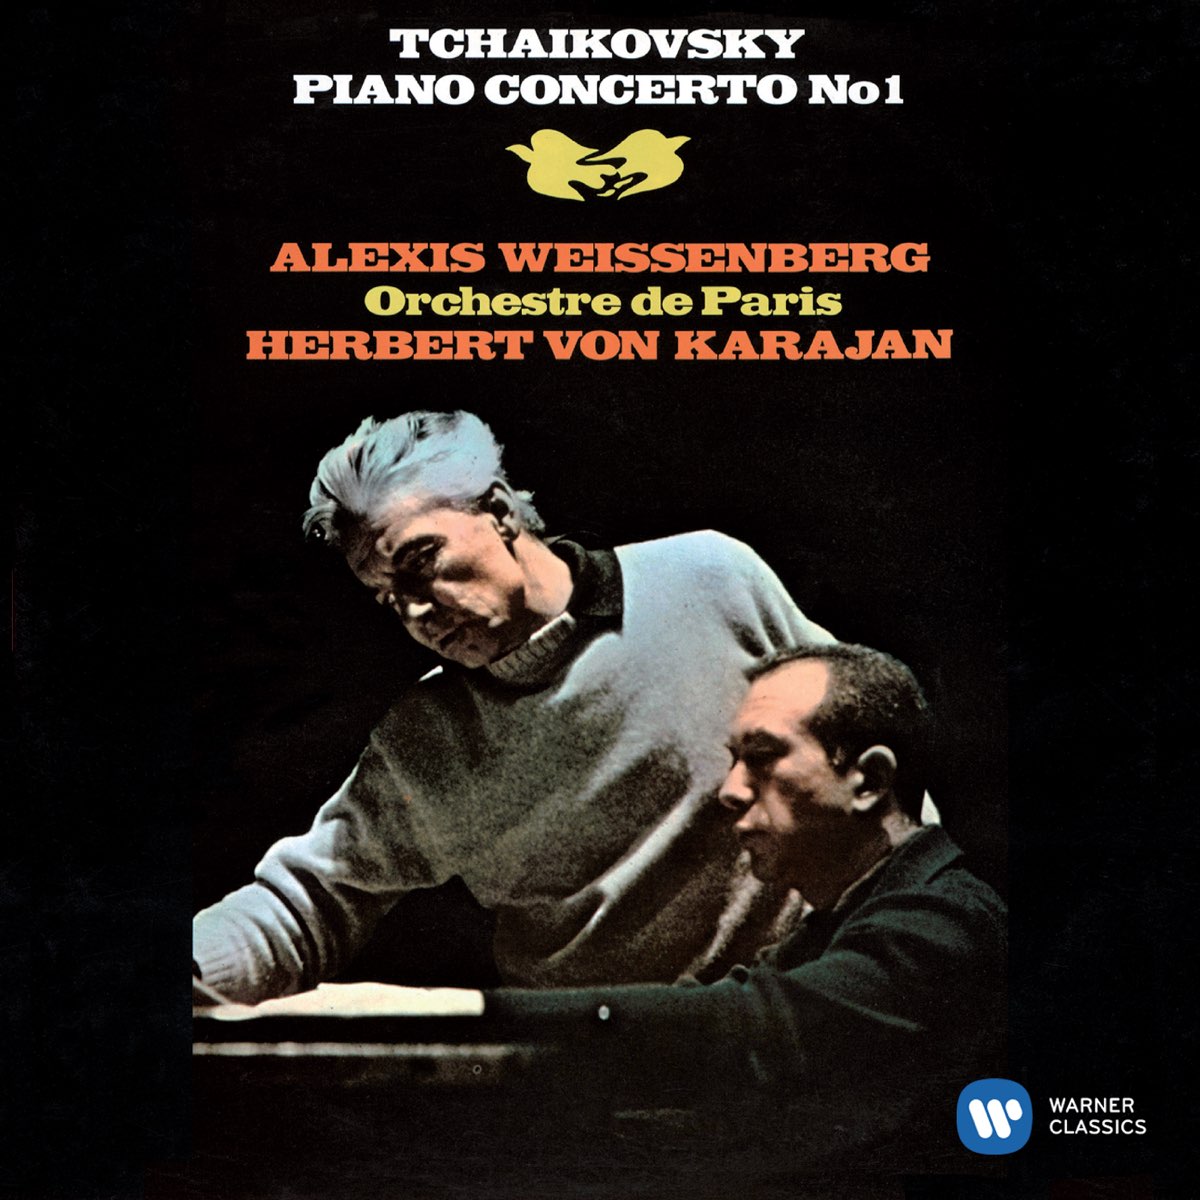 TCHAIKOVSKY
PIANO CONCERTO No1
ALEXIS WEISSENBERG
Orchestre de Paris
HERBERT VON KARAJAN
WARNER
CLASSICS